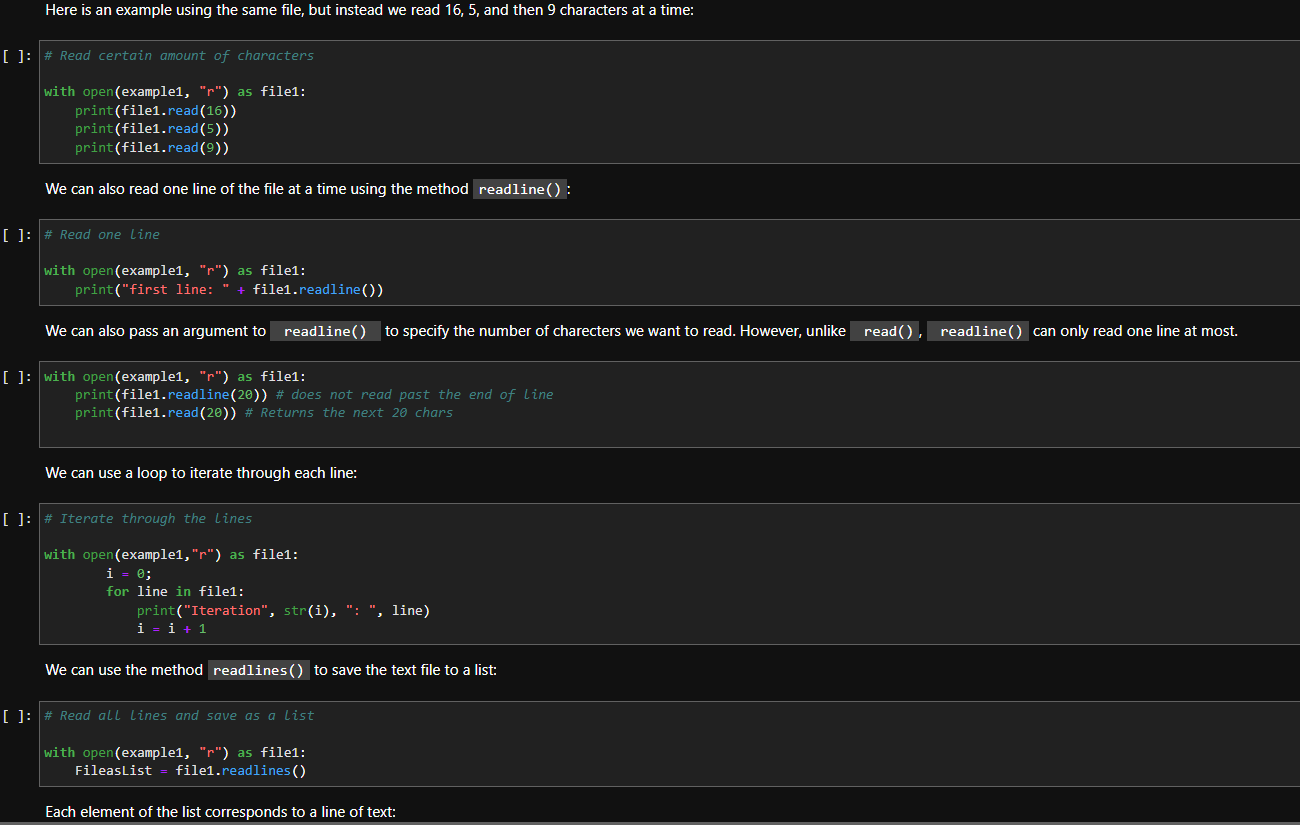 Here is an example using the same file, but instead we read 16, 5, and then 9 characters at a time:
[ ]: # Read certain amount of characters
with open(example1, "r") as file1:
    print(file1.read(16))
    print(file1.read(5))
    print(file1.read(9))
We can also read one line of the file at a time using the method readline():
[ ]: # Read one line
with open(example1, "r") as file1:
    print("first line: " + file1.readline())
We can also pass an argument to readline() to specify the number of charecters we want to read. However, unlike read(), readline() can only read one line at most.
[ ]: with open(example1, "r") as file1:
    print(file1.readline(20)) # does not read past the end of line
    print(file1.read(20)) # Returns the next 20 chars
We can use a loop to iterate through each line:
[ ]: # Iterate through the lines
with open(example1,"r") as file1:
        i = 0;
        for line in file1:
            print("Iteration", str(i), ": ", line)
            i = i + 1
We can use the method readlines() to save the text file to a list:
[ ]: # Read all lines and save as a list
with open(example1, "r") as file1:
    FileasList = file1.readlines()
Each element of the list corresponds to a line of text: